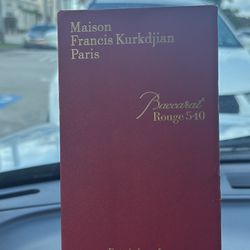 Maison
Francis Kurkdjian
Paris
Baccarat
Rouge 540